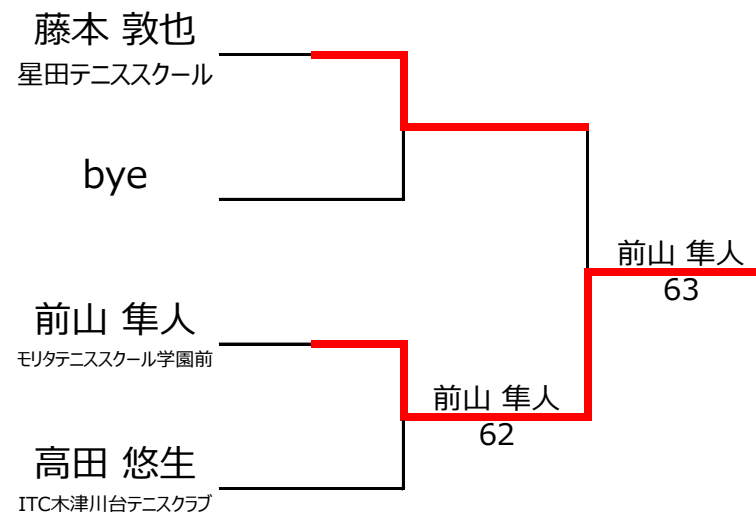 藤本 敦也
星田テニススクール
bye
前山 隼人
63
前山 隼人
モリタテニススクール学園前
前山 隼人
62
高田 悠生
ITC木津川台テニスクラブ